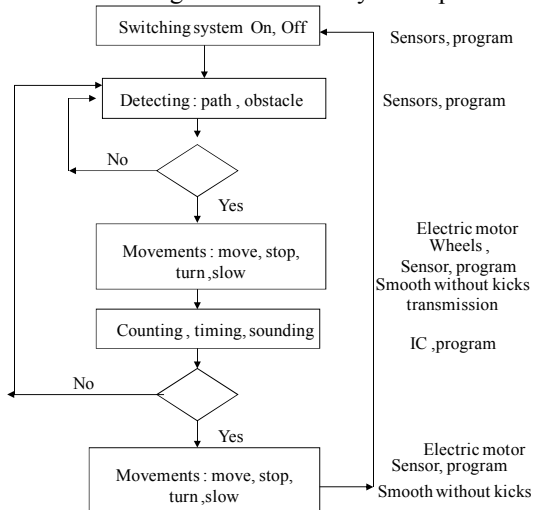 Switching system On, Off
Sensors, program
Detecting : path , obstacle
Sensors, program
No
Yes
Movements : move, stop,
turn ,slow
Electric motor
Wheels ,
Sensor, program
Smooth without kicks
transmission
Counting , timing, sounding
IC ,program
No
Yes
Movements : move, stop,
turn ,slow
Electric motor
Sensor, program
Smooth without kicks